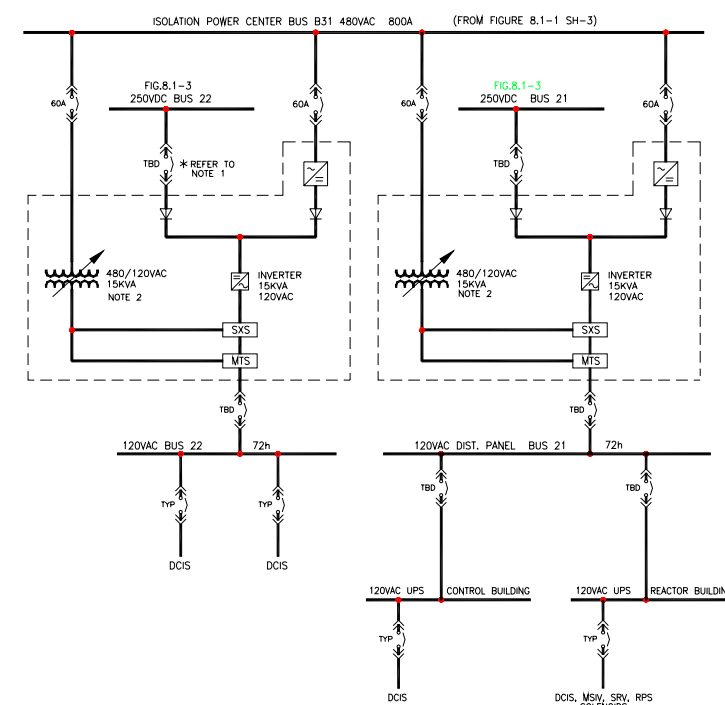 ISOLATION POWER CENTER BUS B31 480VAC 800A (FROM FIGURE 8.1-1 SH-3)
FIG.8.1-3
250VDC BUS 22
FIG.8.1-3
250VDC BUS 21
60A
60A
60A
60A
TBD
* REFER TO
NOTE 1
TBD
480/120VAC
15KVA
NOTE 2
INVERTER
15KVA
120VAC
480/120VAC
15KVA
NOTE 2
INVERTER
15KVA
120VAC
SXS
SXS
MTS
MTS
TBD
TBD
120VAC BUS 22 72h
120VAC DIST. PANEL BUS 21 72h
TYP
TYP
TBD
TBD
DCIS
DCIS
120VAC UPS CONTROL BUILDING
120VAC UPS REACTOR BUILDIN
TYP
TYP
DCIS
DCIS, MSIV, SRV, RPS
SOLENOIDS